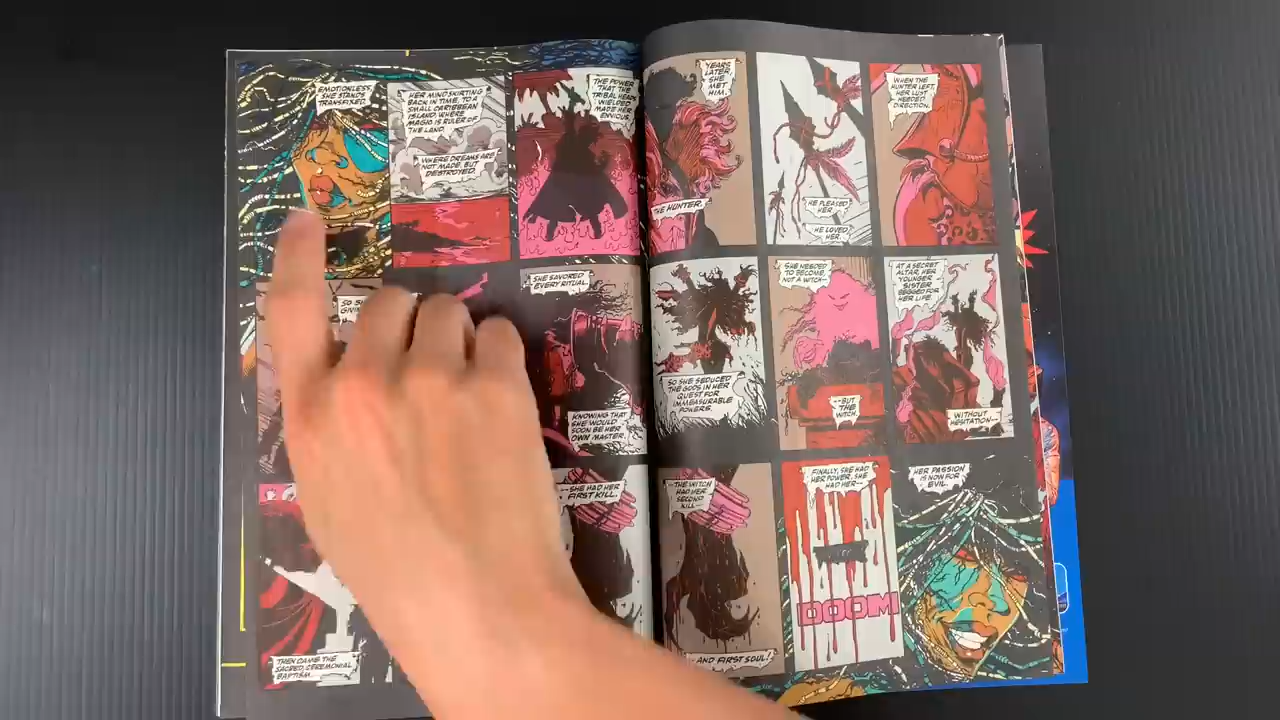 EMOTIONLESS,
SHE STANDS
TRANSFIXED.
HER MIND SKIRTING
BACK IN TIME, TO A
SMALL CARIBBEAN
ISLAND, WHERE
MAGIC IS RULER OF
THE LAND.
WHERE DREAMS ARE
NOT MADE, BUT
DESTROYED.
THE POWER
THAT THE
TRIBAL HEADS
WIELDED
MADE HER
ENVIOUS.
SO S
GIVIN
SHE SAVORED
EVERY RITUAL.
KNOWING THAT
SHE WOULD
SOON BE HER
OWN MASTER.
THEN CAME THE
SACRED, CEREMONIAL
BAPTISM.
--SHE HAD HER
FIRST KILL.
YEARS
LATER,
SHE
MET
HIM.
THE HUNTER.
HE PLEASED
HER.
HE LOVED
HER.
WHEN THE
HUNTER LEFT,
HER LUST
NEEDED
DIRECTION.
SO SHE SEDUCED
THE GODS IN HER
QUEST FOR
IMMEASURABLE
POWERS.
SHE NEEDED
TO BECOME,
NOT A WITCH--
--BUT
THE
WITCH.
AT A SECRET
ALTAR, HER
YOUNGER
SISTER
BEGGED FOR
HER LIFE.
WITHOUT
HESITATION--
--THE WITCH
HAD HER
SECOND
KILL--
--AND FIRST SOUL!
FINALLY, SHE HAD
HER POWER, SHE
HAD HER--
DOOM
HER PASSION
IS NOW FOR
EVIL.